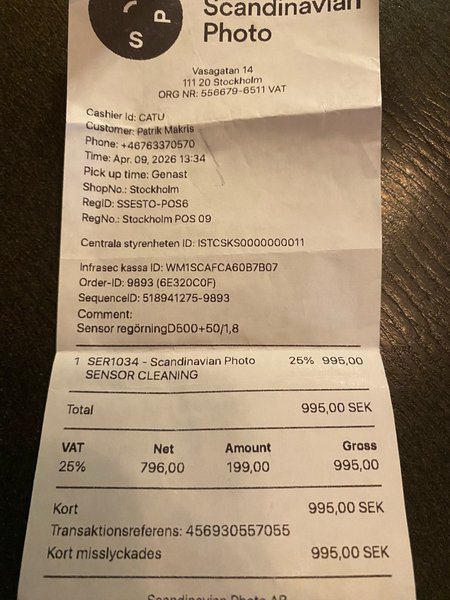 S P
Scandinavian
Photo
Vasagatan 14
111 20 Stockholm
ORG NR: 556679-6511 VAT
Cashier Id: CATU
Customer: Patrik Makris
Phone: +46763370570
Time: Apr. 09, 2026 13:34
Pick up time: Genast
ShopNo.: Stockholm
RegID: SSESTO-POS6
RegNo.: Stockholm POS 09
Centrala styrenheten ID: ISTCSKS0000000011
Infrasec kassa ID: WM1SCAFCA60B7B07
Order-ID: 9893 (6E320C0F)
SequenceID: 518941275-9893
Comment:
Sensor regörningD500+50/1,8
1 SER1034 - Scandinavian Photo 25% 995,00
SENSOR CLEANING
Total 995,00 SEK
VAT Net Amount Gross
25% 796,00 199,00 995,00
Kort 995,00 SEK
Transaktionsreferens: 456930557055
Kort misslyckades 995,00 SEK
Scandinavian Photo AB